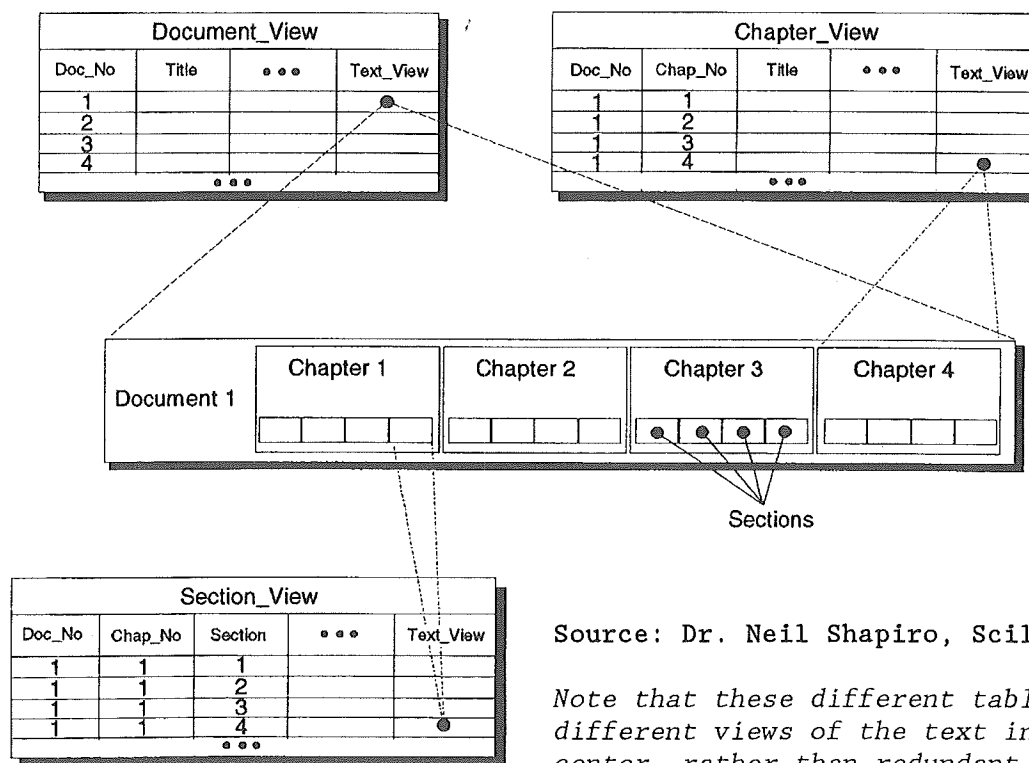 Document_View
Doc_No Title ••• Text_View
1
2
3
4
•••
Chapter_View
Doc_No Chap_No Title ••• Text_View
1 1
1 2
1 3
1 4
•••
Document 1
Chapter 1 Chapter 2 Chapter 3 Chapter 4
Sections
Section_View
Doc_No Chap_No Section ••• Text_View
1 1 1
1 1 2
1 1 3
1 1 4
•••
Source: Dr. Neil Shapiro, Scil
Note that these different tabl
different views of the text in
center, rather than redundant